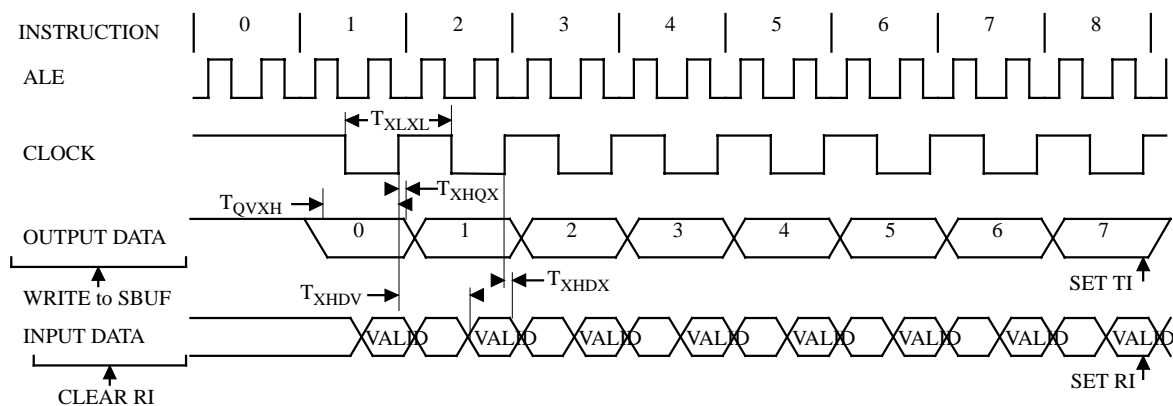 INSTRUCTION 0 1 2 3 4 5 6 7 8
ALE
TXLXL
CLOCK
TXHQX
TQVXH
OUTPUT DATA 0 1 2 3 4 5 6 7
WRITE to SBUF
SET TI
TXHDV
TXHDX
INPUT DATA VALID VALID VALID VALID VALID VALID VALID VALID
CLEAR RI
SET RI